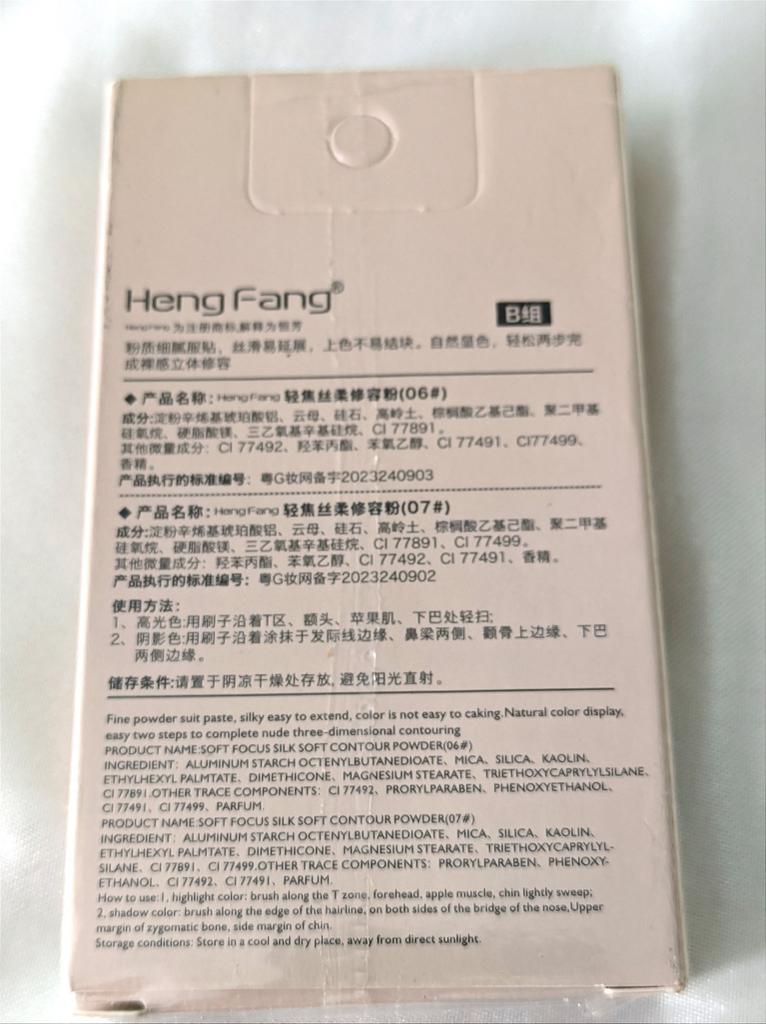 Heng Fang®
B组
Heng Fang 为注册商标,解释为恒芳
粉质细腻服贴，丝滑易延展，上色不易结块。自然显色，轻松两步完
成裸感立体修容
◆ 产品名称：Heng Fang 轻焦丝柔修容粉(06#)
成分:淀粉辛烯基琥珀酸铝、云母、硅石、高岭土、棕榈酸乙基己酯、聚二甲基
硅氧烷、硬脂酸镁、三乙氧基辛基硅烷、CI 77891。
其他微量成分：CI 77492、羟苯丙酯、苯氧乙醇、CI 77491、CI77499、
香精。
产品执行的标准编号：粤G妆网备字2023240903
◆ 产品名称：Heng Fang 轻焦丝柔修容粉(07#)
成分:淀粉辛烯基琥珀酸铝、云母、硅石、高岭土、棕榈酸乙基己酯、聚二甲基
硅氧烷、硬脂酸镁、三乙氧基辛基硅烷、CI 77891、CI 77499。
其他微量成分：羟苯丙酯、苯氧乙醇、CI 77492、CI 77491、香精。
产品执行的标准编号：粤G妆网备字2023240902
使用方法：
1、高光色:用刷子沿着T区、额头、苹果肌、下巴处轻扫;
2、阴影色:用刷子沿着涂抹于发际线边缘、鼻梁两侧、颧骨上边缘、下巴
两侧边缘。
储存条件:请置于阴凉干燥处存放,避免阳光直射。
Fine powder suit paste, silky easy to extend, color is not easy to caking.Natural color display,
easy two steps to complete nude three-dimensional contouring
PRODUCT NAME:SOFT FOCUS SILK SOFT CONTOUR POWDER(06#)
INGREDIENT：ALUMINUM STARCH OCTENYLBUTANEDIOATE、MICA、SILICA、KAOLIN、
ETHYLHEXYL PALMTATE、DIMETHICONE、MAGNESIUM STEARATE、TRIETHOXYCAPRYLYLSILANE、
CI 77891.OTHER TRACE COMPONENTS：CI 77492、PRORYLPARABEN、PHENOXYETHANOL、
CI 77491、CI 77499、PARFUM.
PRODUCT NAME:SOFT FOCUS SILK SOFT CONTOUR POWDER(07#)
INGREDIENT：ALUMINUM STARCH OCTENYLBUTANEDIOATE、MICA、SILICA、KAOLIN、
ETHYLHEXYL PALMTATE、DIMETHICONE、MAGNESIUM STEARATE、TRIETHOXYCAPRYLYL-
SILANE、CI 77891、CI 77499.OTHER TRACE COMPONENTS：PRORYLPARABEN、PHENOXY-
ETHANOL、CI 77492、CI 77491、PARFUM.
How to use:1, highlight color: brush along the T zone, forehead, apple muscle, chin lightly sweep;
2, shadow color: brush along the edge of the hairline, on both sides of the bridge of the nose,Upper
margin of zygomatic bone, side margin of chin.
Storage conditions: Store in a cool and dry place, away from direct sunlight.